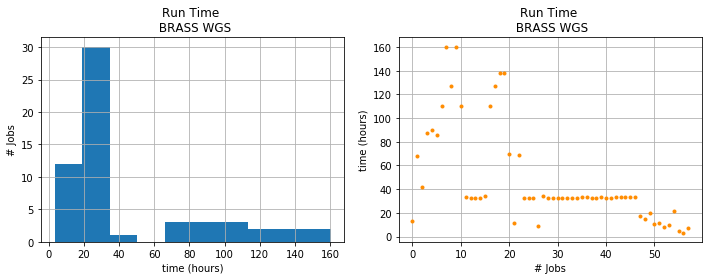 Run Time
BRASS WGS
# Jobs
30
25
20
15
10
5
0
0 20 40 60 80 100 120 140 160
time (hours)
Run Time
BRASS WGS
time (hours)
160
140
120
100
80
60
40
20
0
0 10 20 30 40 50
# Jobs